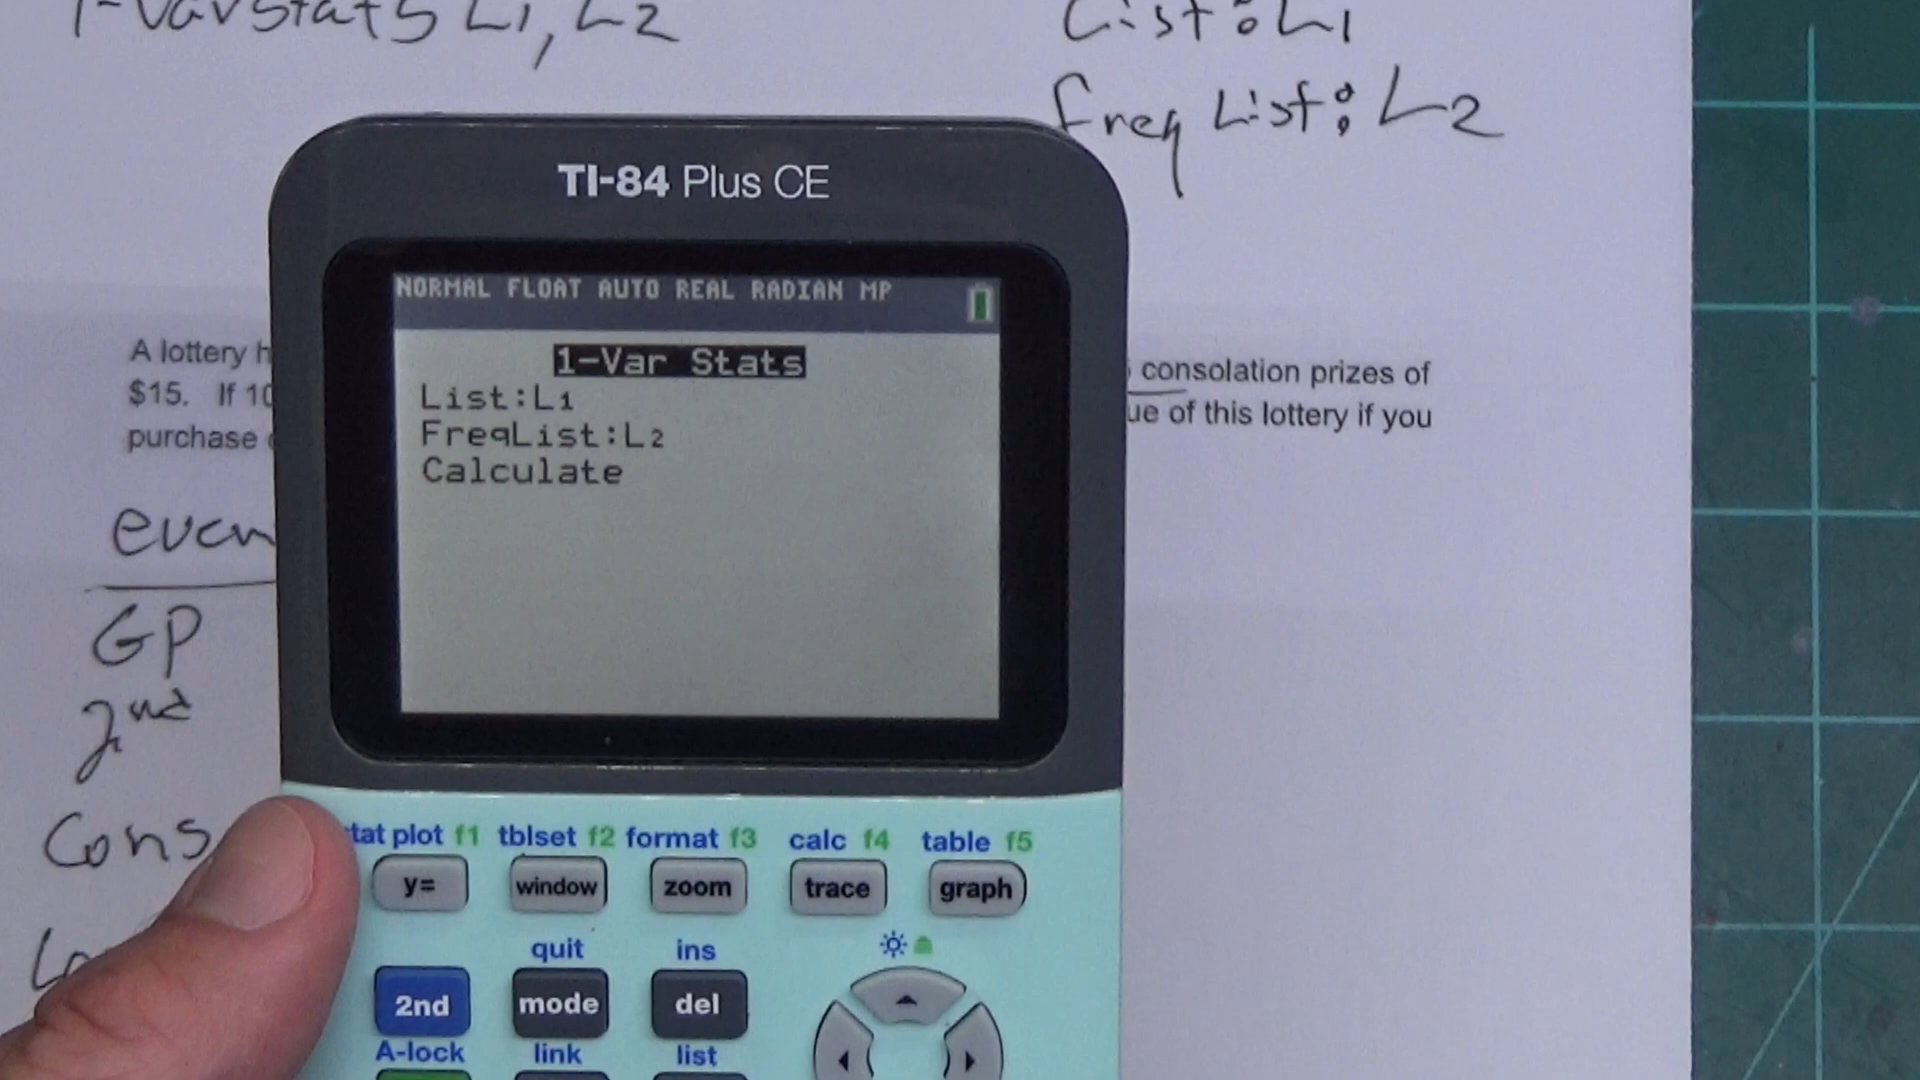 1-VarStats L1, L2
List: L1
Freq List: L2
TI-84 Plus CE
NORMAL FLOAT AUTO REAL RADIAN MP
1-Var Stats
List:L1
FreqList:L2
Calculate
A lottery
consolation prizes of
$15. If
of this lottery if you
purchase
GP
2nd
Cons
stat plot f1 tblset f2 format f3 calc f4 table f5
y= window zoom trace graph
quit ins
2nd mode del
A-lock link list